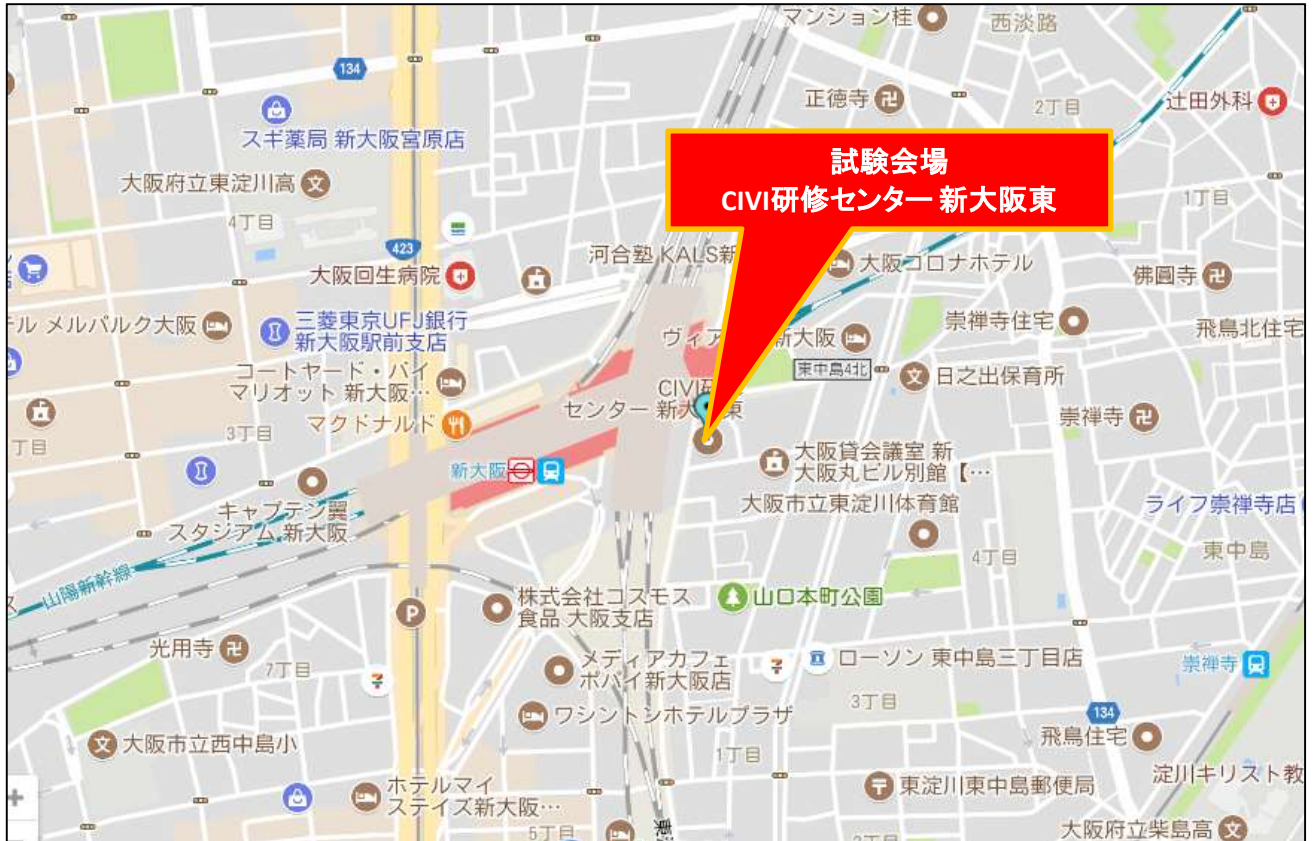 マンション桂
西淡路
134
正徳寺
2丁目
辻田外科
スギ薬局 新大阪宮原店
試験会場
CIVI研修センター 新大阪東
大阪府立東淀川高
4丁目
1丁目
423
河合塾 KALS新
大阪回生病院
大阪コロナホテル
佛圓寺
ル メルパルク大阪
三菱東京UFJ銀行
新大阪駅前支店
ヴィア
新大阪
崇禅寺住宅
飛鳥北住宅
コートヤード・バイ
マリオット 新大阪…
東中島4北
日之出保育所
CIVI研
センター 新大
東
マクドナルド
3丁目
丁目
崇禅寺
新大阪
大阪貸会議室 新
大阪丸ビル別館【…
キャプテン翼
スタジアム 新大阪
大阪市立東淀川体育館
ライフ崇禅寺店
4丁目
東中島
山陽新幹線
株式会社コスモス
食品 大阪支店
山口本町公園
P
光用寺
7丁目
メディアカフェ
ポパイ新大阪店
ローソン 東中島三丁目店
崇禅寺
ワシントンホテルプラザ
3丁目
134
飛鳥住宅
大阪市立西中島小
1丁目
淀川キリスト教
ホテルマイ
ステイズ新大阪…
東淀川東中島郵便局
5丁目
大阪府立柴島高